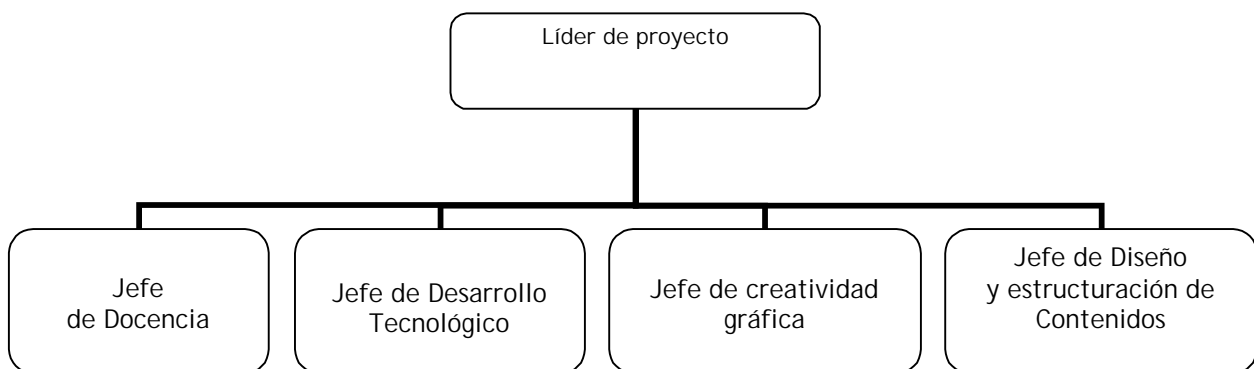 Líder de proyecto
Jefe
de Docencia
Jefe de Desarrollo
Tecnológico
Jefe de creatividad
gráfica
Jefe de Diseño
y estructuración de
Contenidos